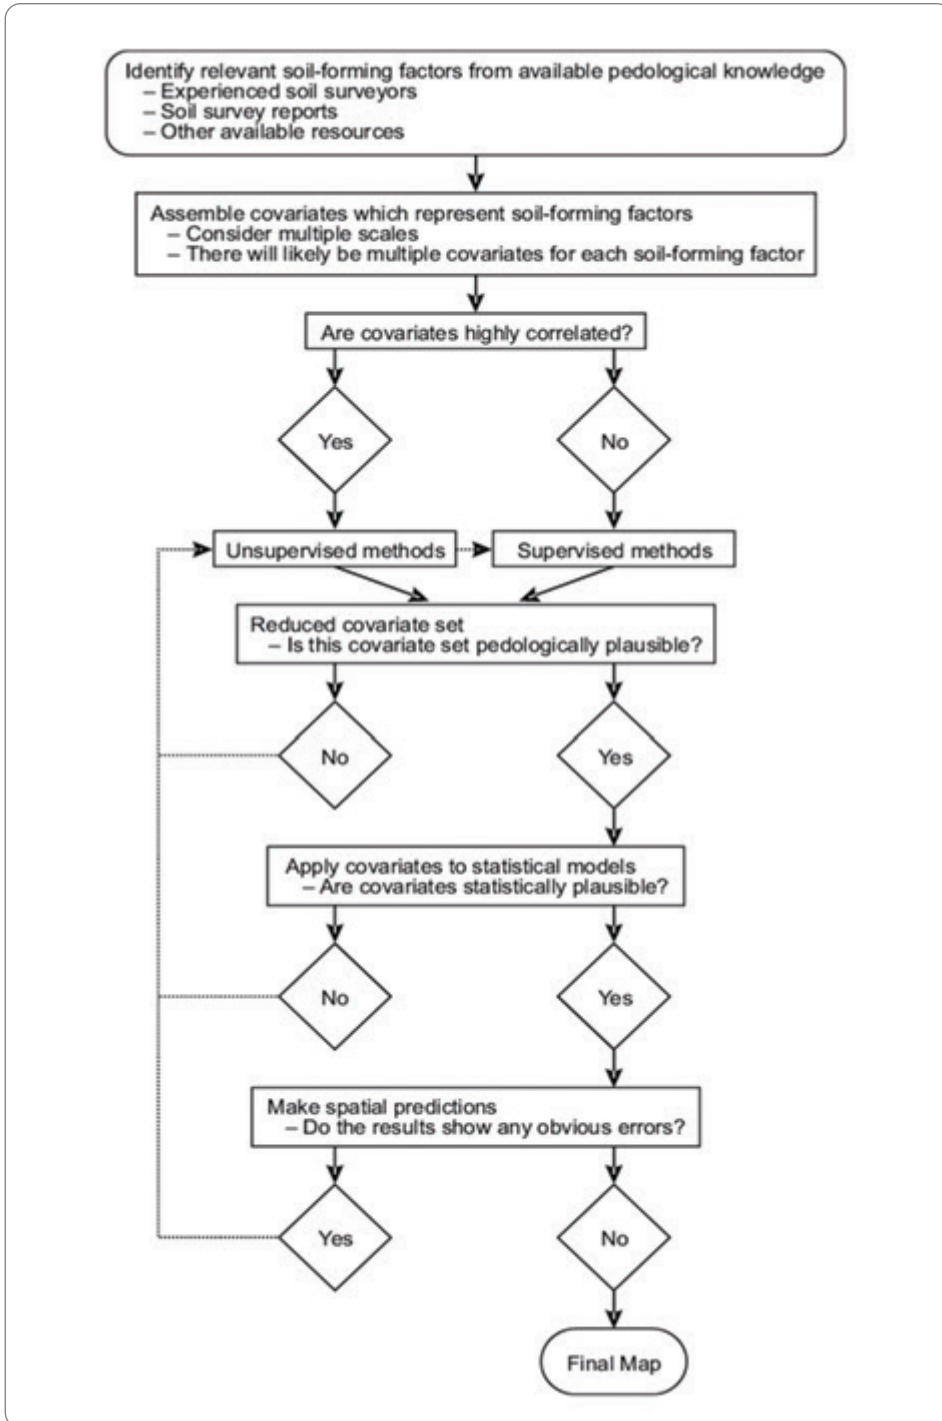 Identify relevant soil-forming factors from available pedological knowledge
– Experienced soil surveyors
– Soil survey reports
– Other available resources
Assemble covariates which represent soil-forming factors
– Consider multiple scales
– There will likely be multiple covariates for each soil-forming factor
Are covariates highly correlated?
Yes
No
Unsupervised methods
Supervised methods
Reduced covariate set
– Is this covariate set pedologically plausible?
No
Yes
Apply covariates to statistical models
– Are covariates statistically plausible?
No
Yes
Make spatial predictions
– Do the results show any obvious errors?
Yes
No
Final Map